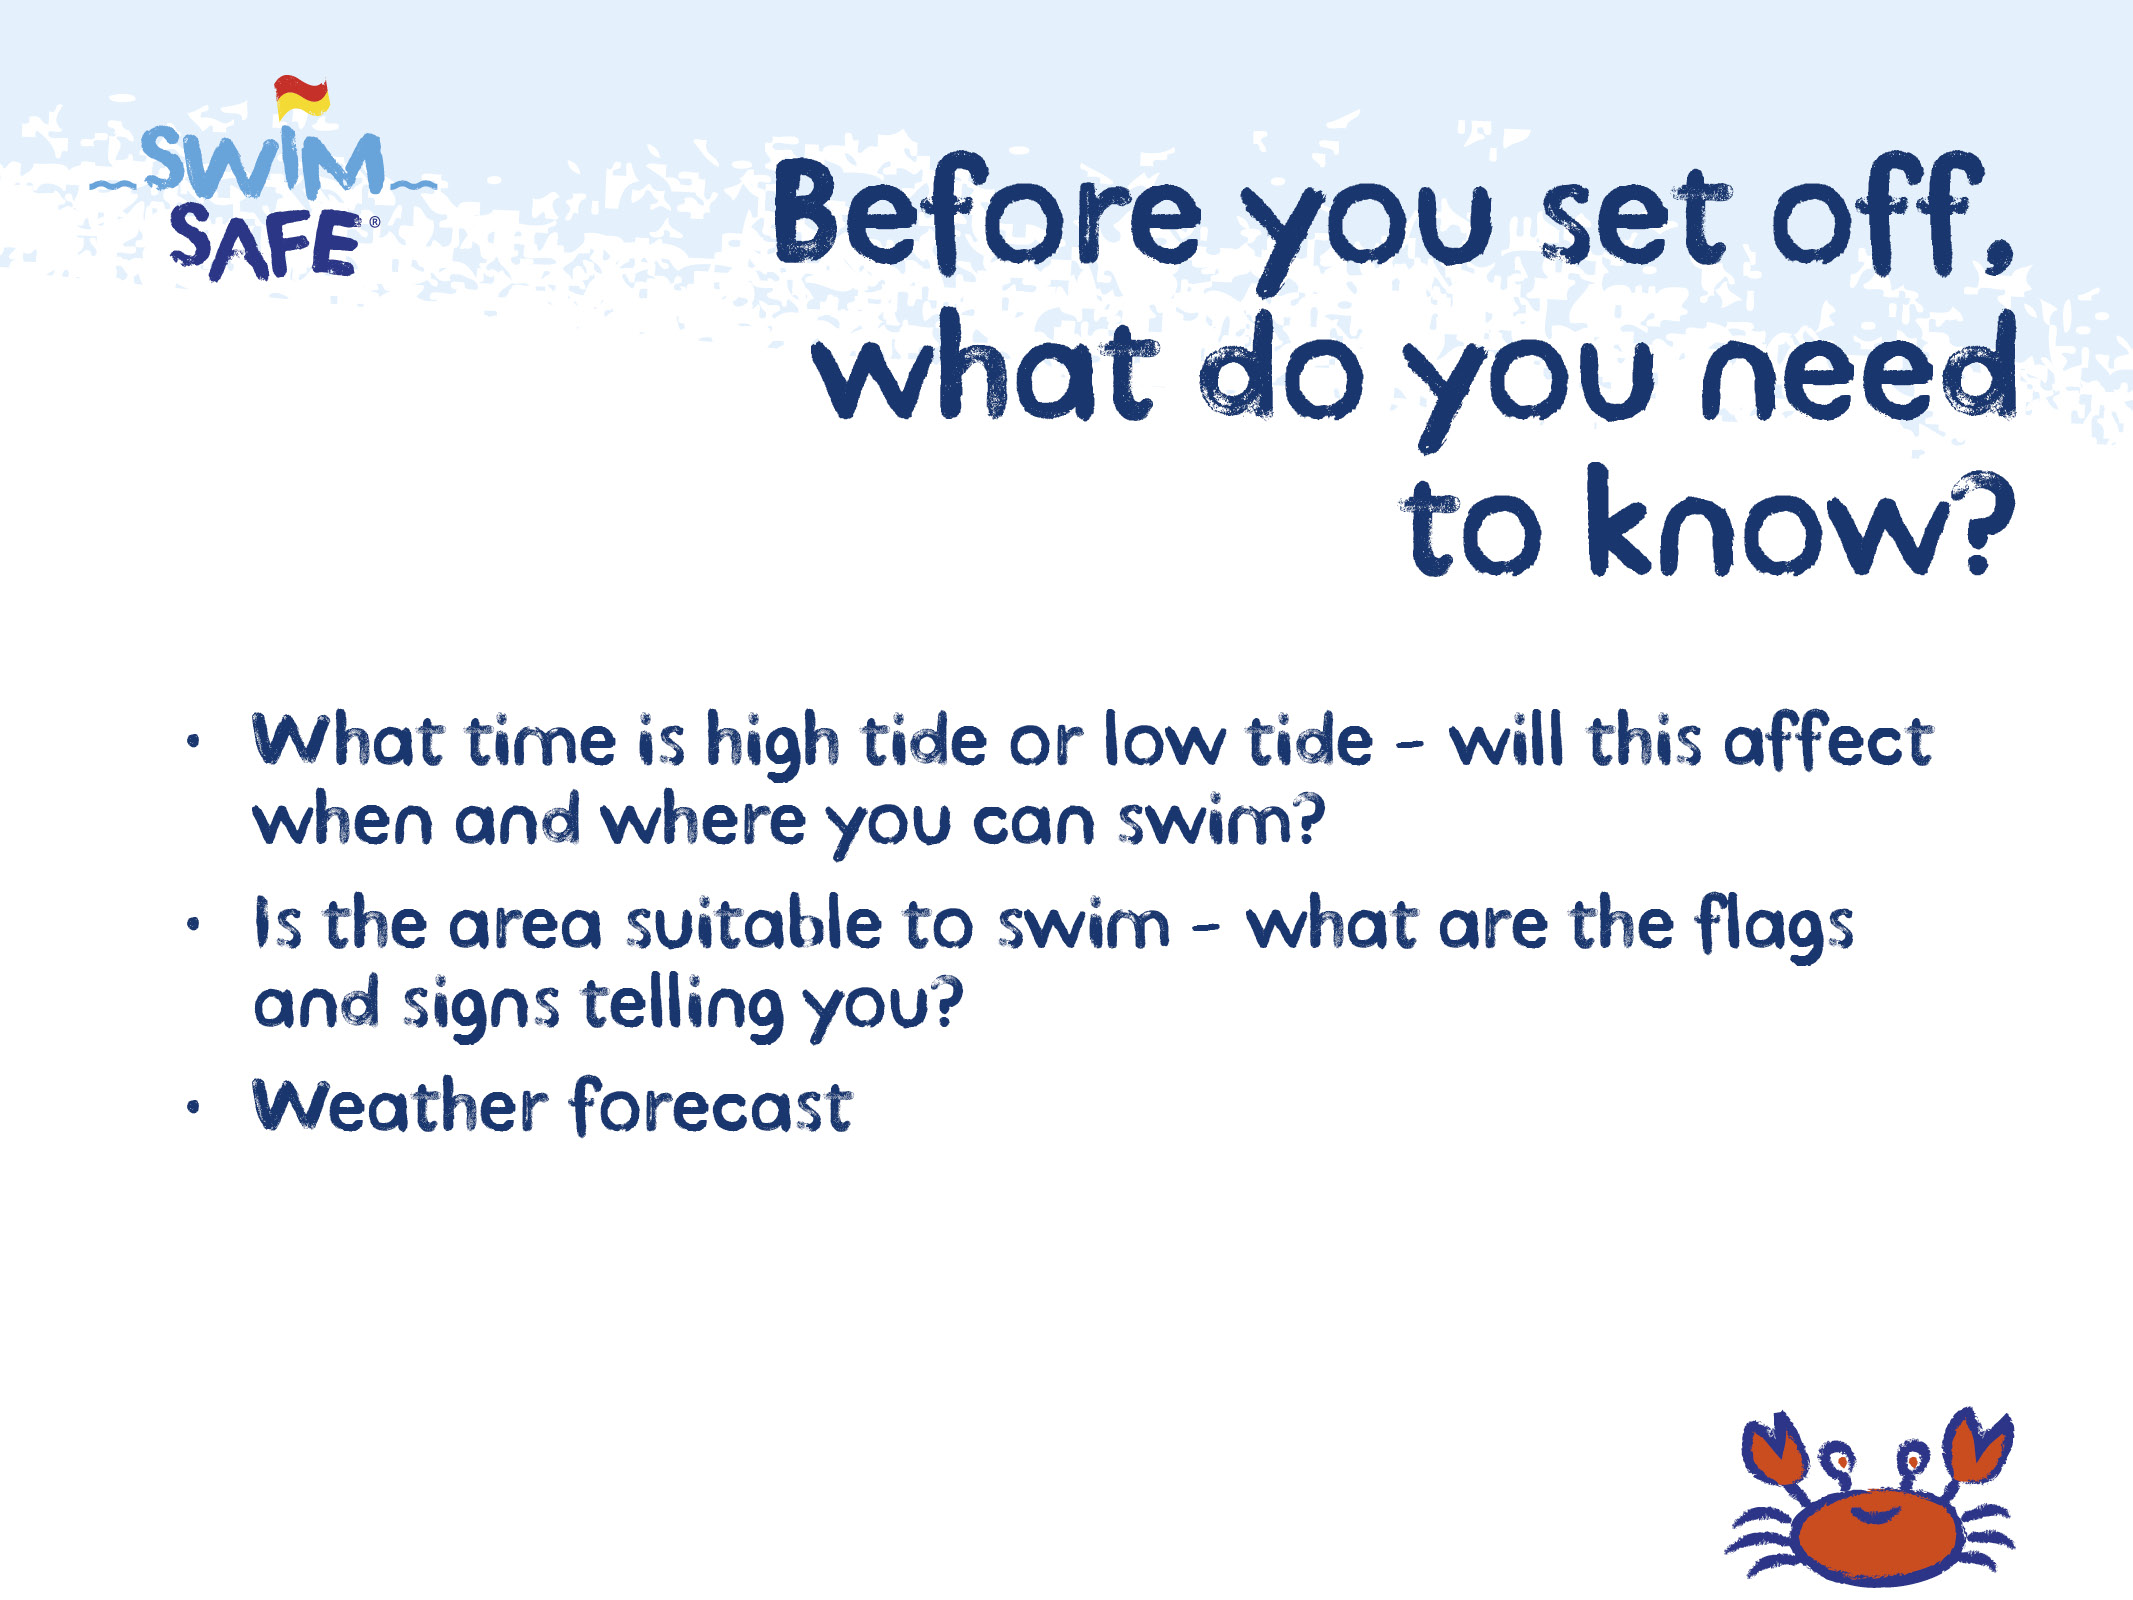 SWIM
SAFE®
Before you set off,
what do you need
to know?
• What time is high tide or low tide - will this affect
when and where you can swim?
• Is the area suitable to swim - what are the flags
and signs telling you?
• Weather forecast